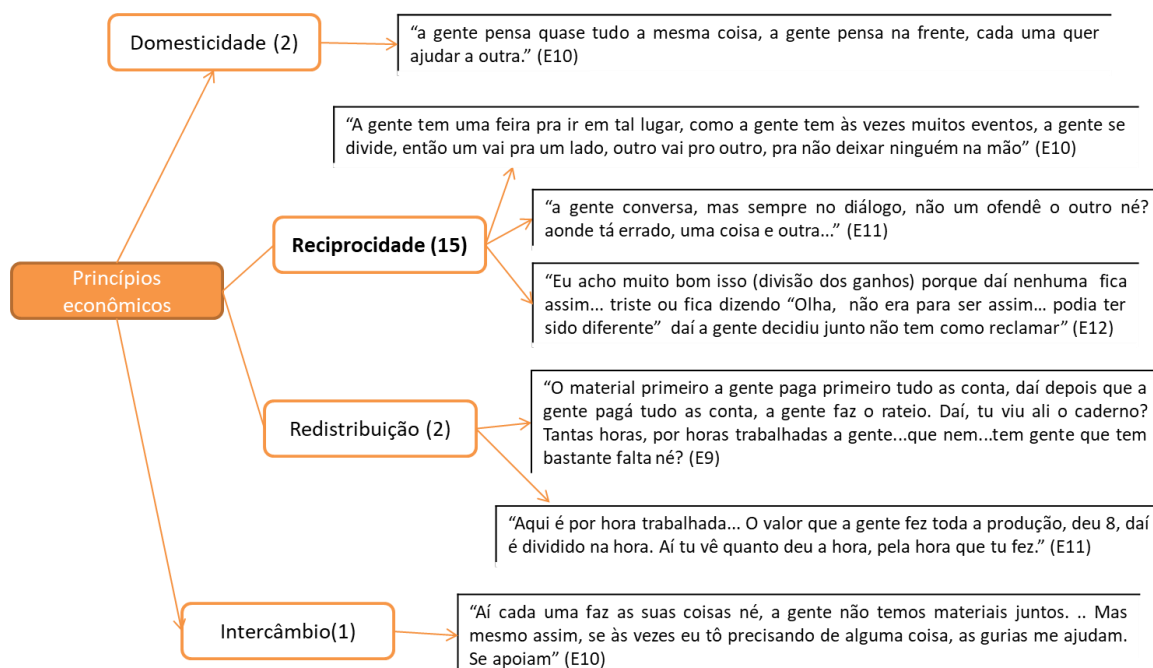 Domesticidade (2)
“a gente pensa quase tudo a mesma coisa, a gente pensa na frente, cada uma quer
ajudar a outra.” (E10)
“A gente tem uma feira pra ir em tal lugar, como a gente tem às vezes muitos eventos, a gente se
divide, então um vai pra um lado, outro vai pro outro, pra não deixar ninguém na mão” (E10)
Reciprocidade (15)
“a gente conversa, mas sempre no diálogo, não um ofendê o outro né?
aonde tá errado, uma coisa e outra...” (E11)
“Eu acho muito bom isso (divisão dos ganhos) porque daí nenhuma fica
assim... triste ou fica dizendo “Olha, não era para ser assim... podia ter
sido diferente” daí a gente decidiu junto não tem como reclamar” (E12)
Princípios
econômicos
“O material primeiro a gente paga primeiro tudo as conta, daí depois que a
gente pagá tudo as conta, a gente faz o rateio. Daí, tu viu ali o caderno?
Tantas horas, por horas trabalhadas a gente...que nem...tem gente que tem
bastante falta né? (E9)
Redistribuição (2)
“Aqui é por hora trabalhada... O valor que a gente fez toda a produção, deu 8, daí
é dividido na hora. Aí tu vê quanto deu a hora, pela hora que tu fez.” (E11)
Intercâmbio(1)
“Aí cada uma faz as suas coisas né, a gente não temos materiais juntos. .. Mas
mesmo assim, se às vezes eu tô precisando de alguma coisa, as gurias me ajudam.
Se apoiam” (E10)